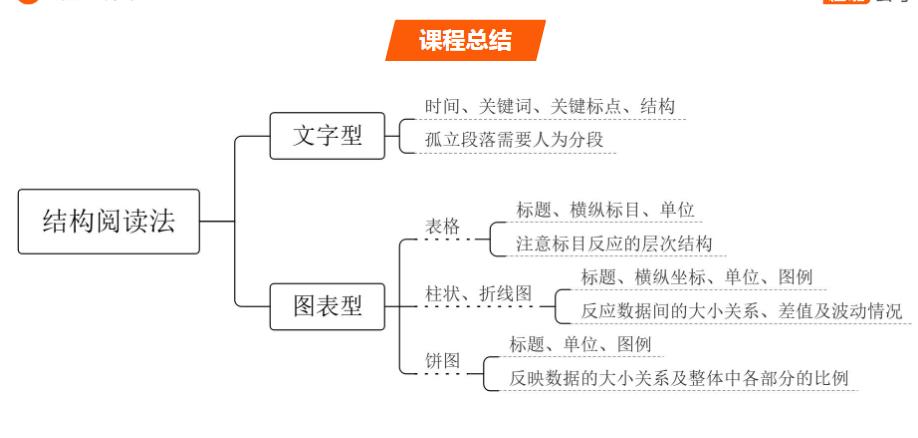 课程总结
时间、关键词、关键标点、结构
文字型
孤立段落需要人为分段
结构阅读法
标题、横纵标目、单位
表格
注意标目反应的层次结构
图表型
标题、横纵坐标、单位、图例
柱状、折线图
反应数据间的大小关系、差值及波动情况
标题、单位、图例
饼图
反映数据的大小关系及整体中各部分的比例